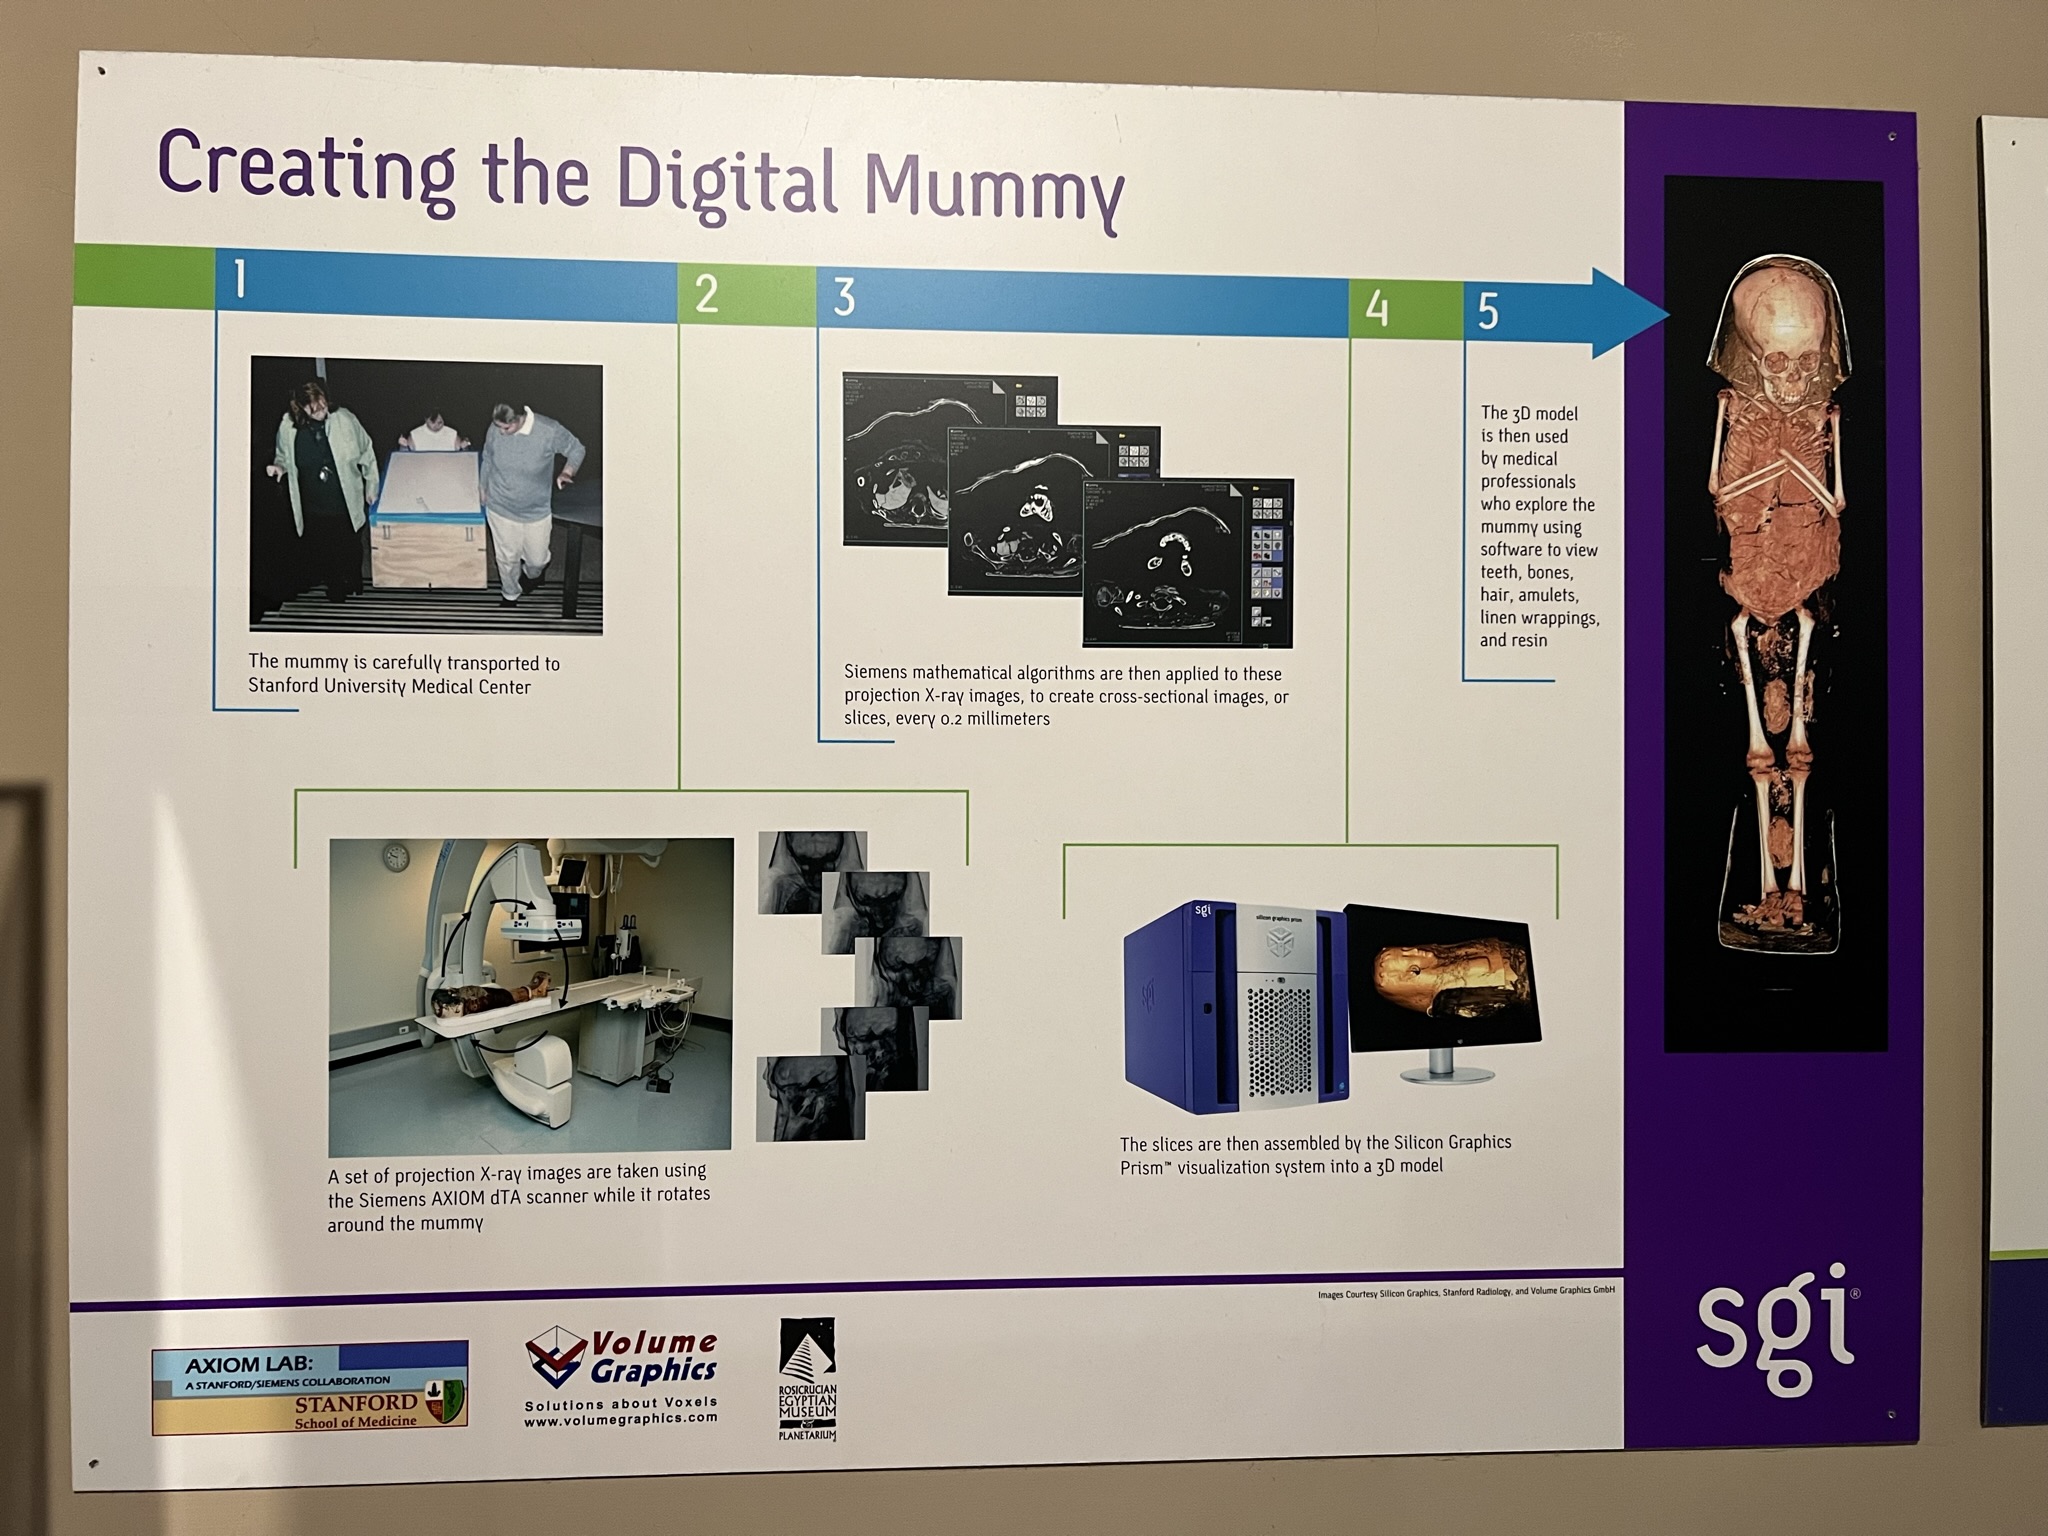 Creating the Digital Mummy
1
2
3
4
5
The mummy is carefully transported to
Stanford University Medical Center
Siemens mathematical algorithms are then applied to these
projection X-ray images, to create cross-sectional images, or
slices, every 0.2 millimeters
The 3D model
is then used
by medical
professionals
who explore the
mummy using
software to view
teeth, bones,
hair, amulets,
linen wrappings,
and resin
A set of projection X-ray images are taken using
the Siemens AXIOM dTA scanner while it rotates
around the mummy
sgi
silicon graphics prism
The slices are then assembled by the Silicon Graphics
Prism™ visualization system into a 3D model
Images Courtesy Silicon Graphics, Stanford Radiology, and Volume Graphics GmbH
AXIOM LAB:
A STANFORD/SIEMENS COLLABORATION
STANFORD
School of Medicine
Volume
Graphics
Solutions about Voxels
www.volumegraphics.com
ROSICRUCIAN
EGYPTIAN
MUSEUM
&
PLANETARIUM
sgi®